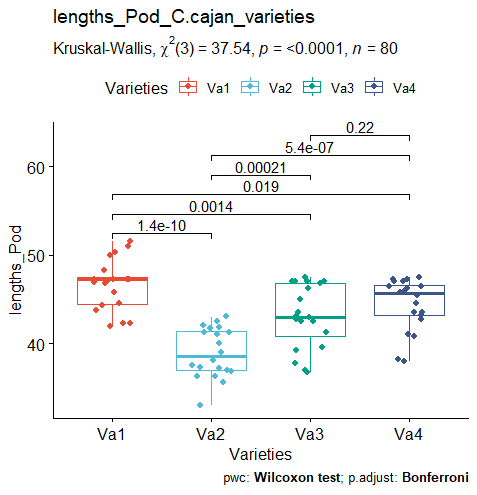 lengths_Pod_C.cajan_varieties
Kruskal-Wallis, χ²(3) = 37.54, p = <0.0001, n = 80
Varieties Va1 Va2 Va3 Va4
0.22
5.4e-07
0.00021
0.019
0.0014
1.4e-10
60
50
40
lengths_Pod
Va1 Va2 Va3 Va4
Varieties
pwc: Wilcoxon test; p.adjust: Bonferroni